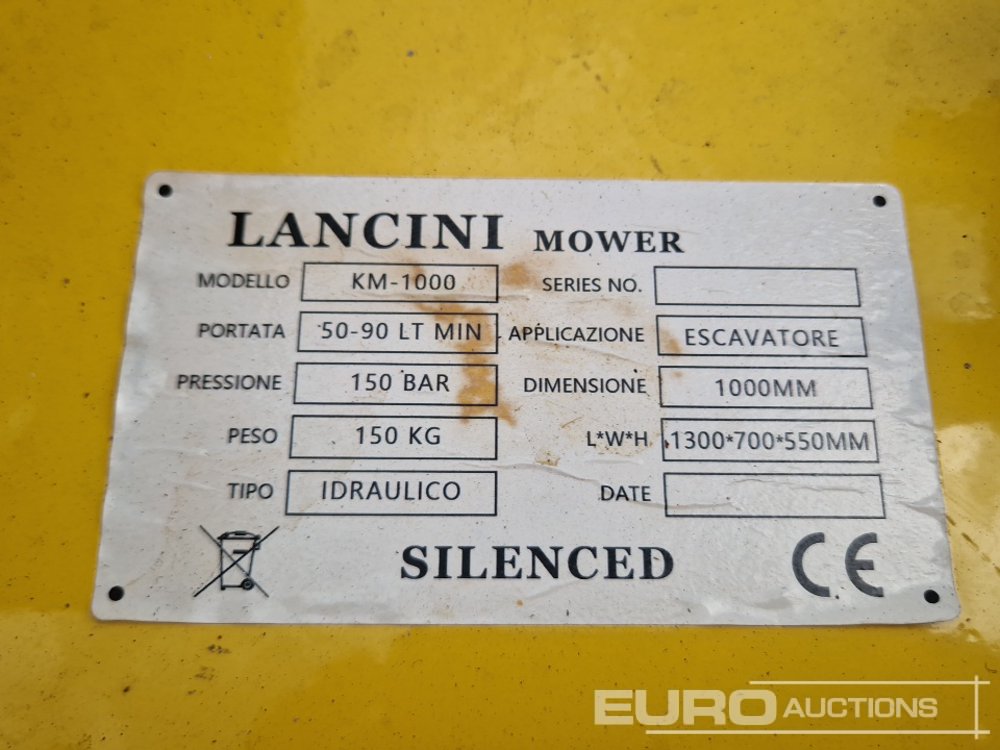 LANCINI MOWER
MODELLO KM-1000 SERIES NO.
PORTATA 50-90 LT MIN APPLICAZIONE ESCAVATORE
PRESSIONE 150 BAR DIMENSIONE 1000MM
PESO 150 KG L*W*H 1300*700*550MM
TIPO IDRAULICO DATE
SILENCED CE
EURO AUCTIONS